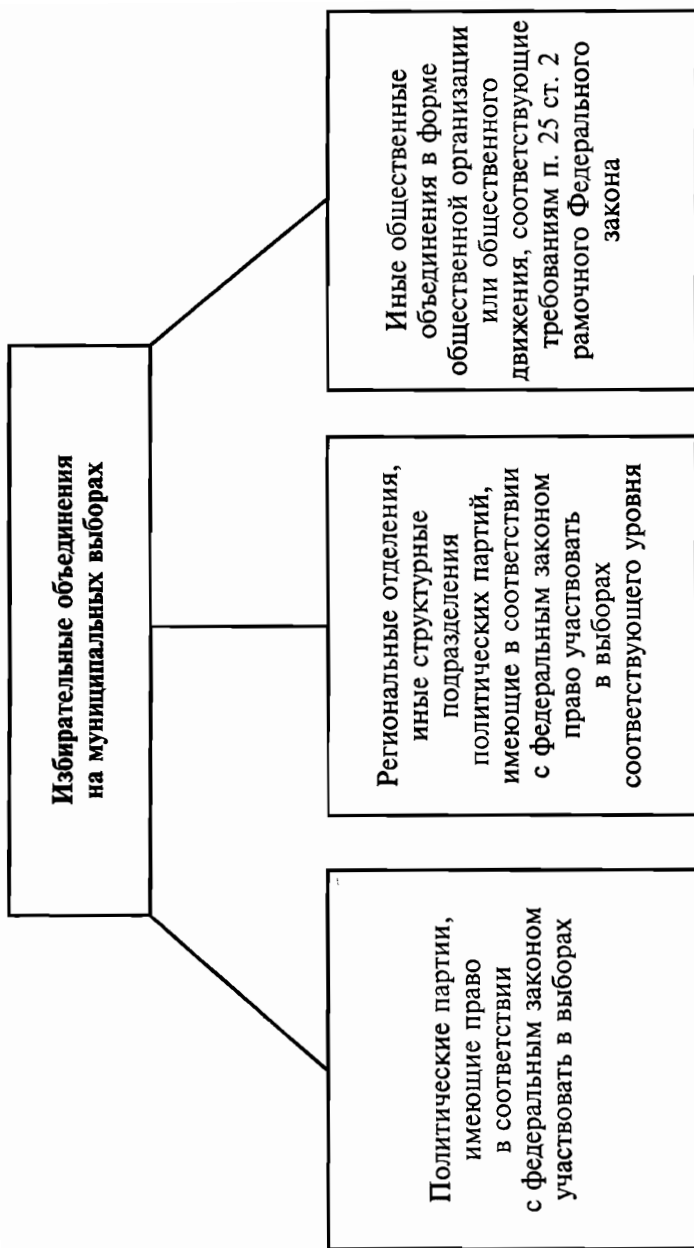 Избирательные объединения
на муниципальных выборах
Политические партии,
имеющие право
в соответствии
с федеральным законом
участвовать в выборах
Региональные отделения,
иные структурные
подразделения
политических партий,
имеющие в соответствии
с федеральным законом
право участвовать
в выборах
соответствующего уровня
Иные общественные
объединения в форме
общественной организации
или общественного
движения, соответствующие
требованиям п. 25 ст. 2
рамочного Федерального
закона